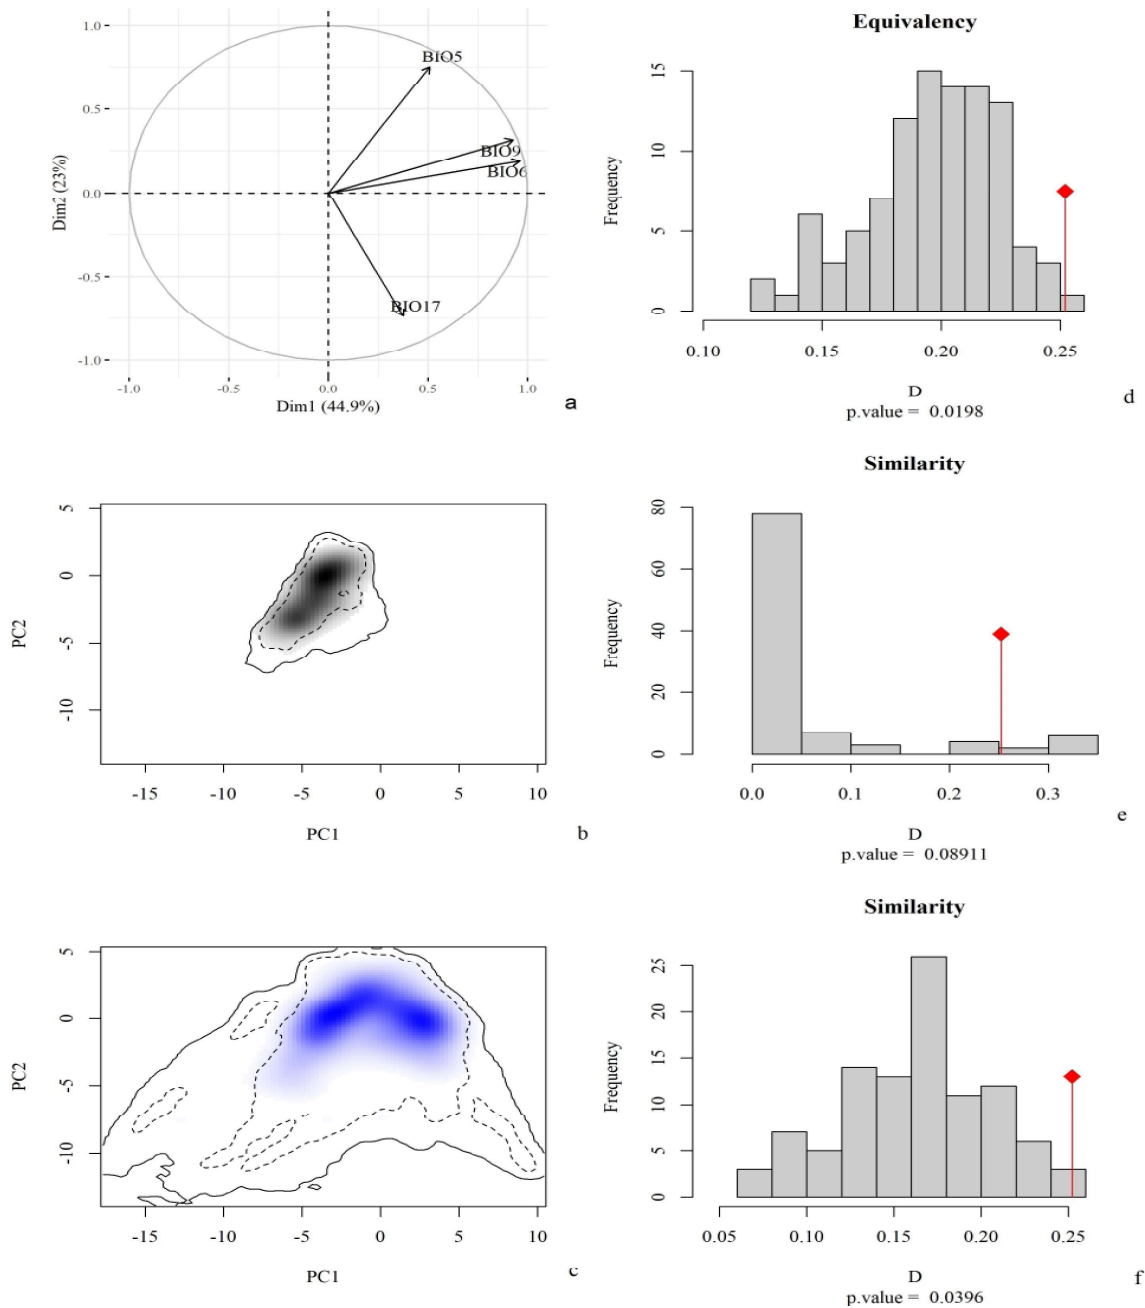 1.0
0.5
0.0
-0.5
-1.0
Dim2 (23%)
BIO5
BIO9
BIO6
BIO17
-1.0 -0.5 0.0 0.5 1.0
Dim1 (44.9%)
a
Equivalency
15
10
5
0
Frequency
0.10 0.15 0.20 0.25
D
p.value = 0.0198
d
5
0
-5
-10
PC2
-15 -10 -5 0 5 10
PC1
b
Similarity
80
60
40
20
0
Frequency
0.0 0.1 0.2 0.3
D
p.value = 0.08911
e
5
0
-5
-10
PC2
-15 -10 -5 0 5 10
PC1
c
Similarity
25
20
15
10
5
0
Frequency
0.05 0.10 0.15 0.20 0.25
D
p.value = 0.0396
f